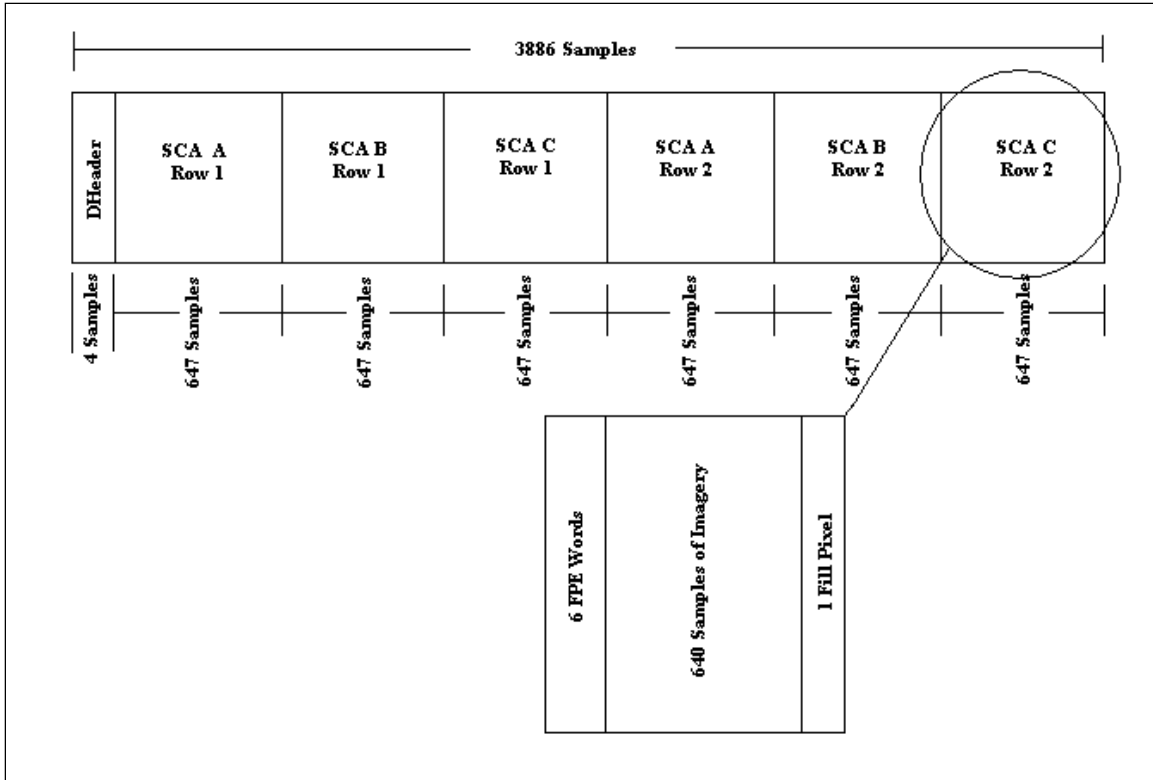 3886 Samples
DHeader
SCA A
Row 1
SCA B
Row 1
SCA C
Row 1
SCA A
Row 2
SCA B
Row 2
SCA C
Row 2
4 Samples
647 Samples
647 Samples
647 Samples
647 Samples
647 Samples
647 Samples
6 FPE Words
640 Samples of Imagery
1 Fill Pixel